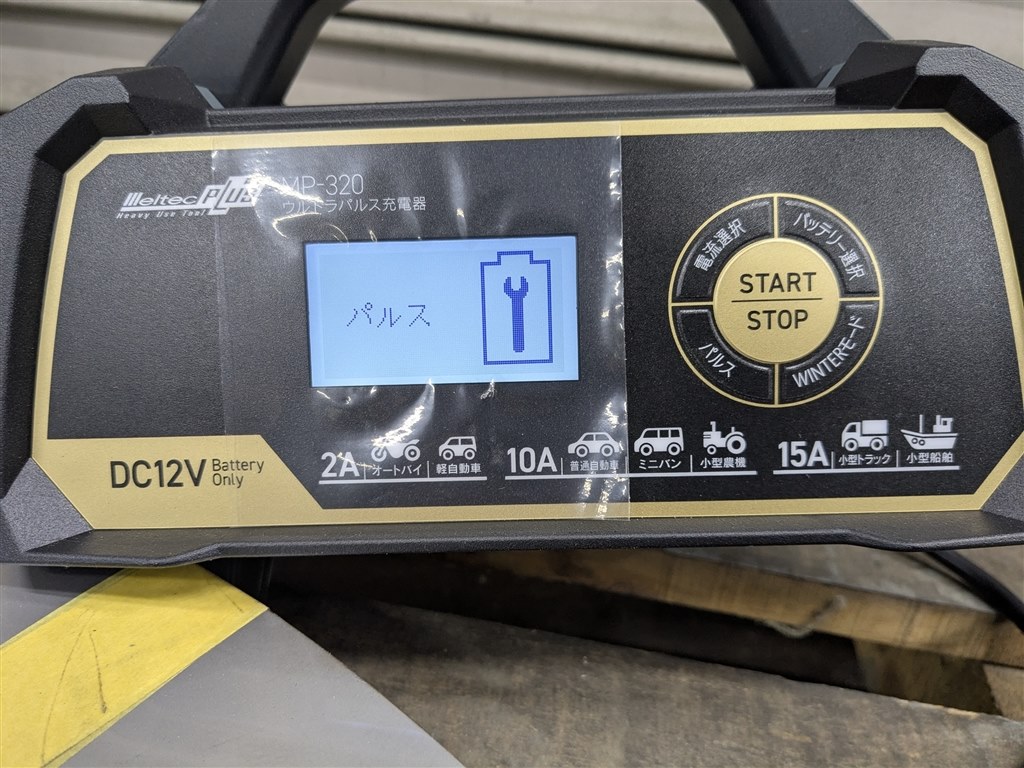 Meltec PLUS
Heavy Use Tool
MP-320
ウルトラパルス充電器
パルス
電流選択
バッテリー選択
START
STOP
パルス
WINTERモード
DC12V Battery Only
2A オートバイ 軽自動車
10A 普通自動車 ミニバン 小型農機
15A 小型トラック 小型船舶